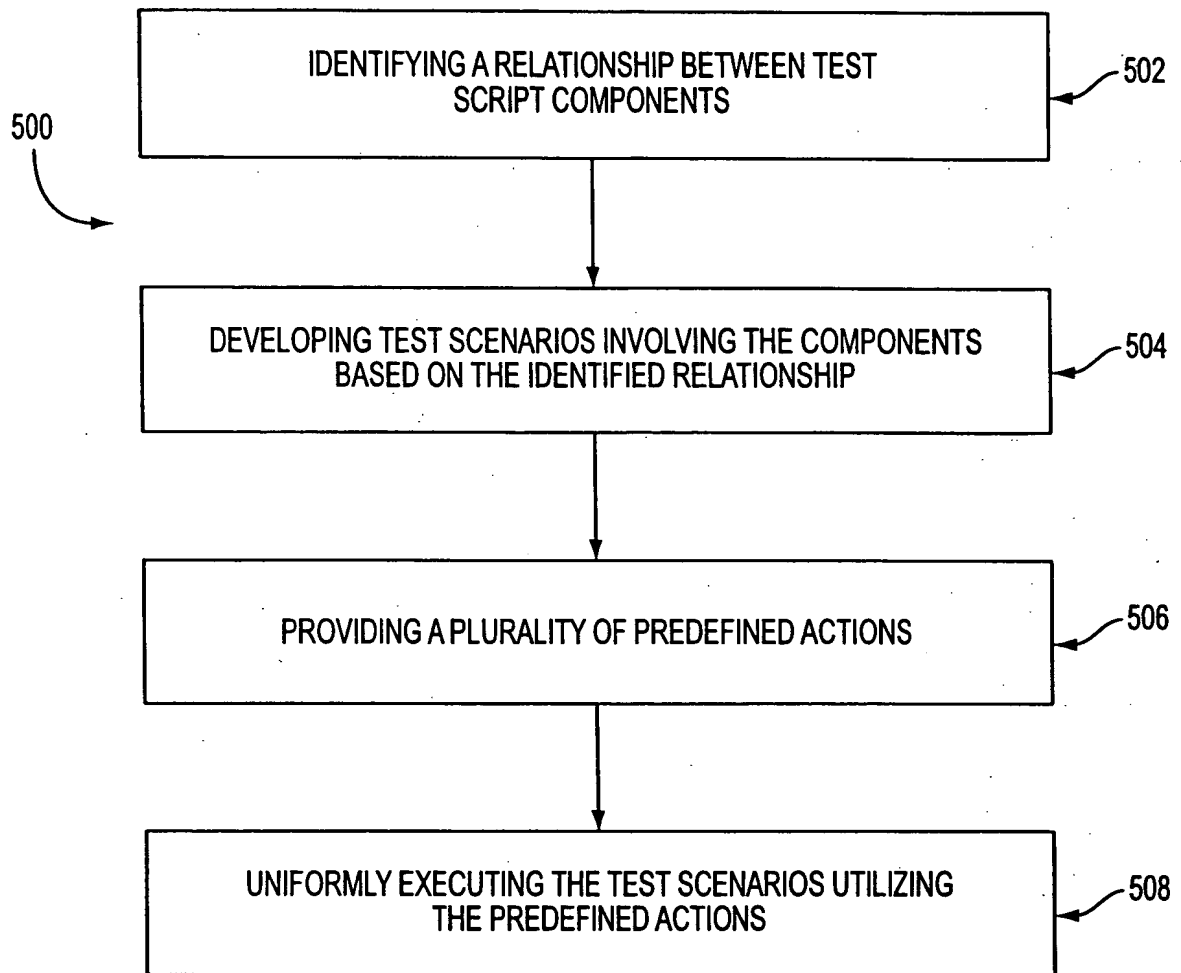 IDENTIFYING A RELATIONSHIP BETWEEN TEST
SCRIPT COMPONENTS
502
500
DEVELOPING TEST SCENARIOS INVOLVING THE COMPONENTS
BASED ON THE IDENTIFIED RELATIONSHIP
504
PROVIDING A PLURALITY OF PREDEFINED ACTIONS
506
UNIFORMLY EXECUTING THE TEST SCENARIOS UTILIZING
THE PREDEFINED ACTIONS
508